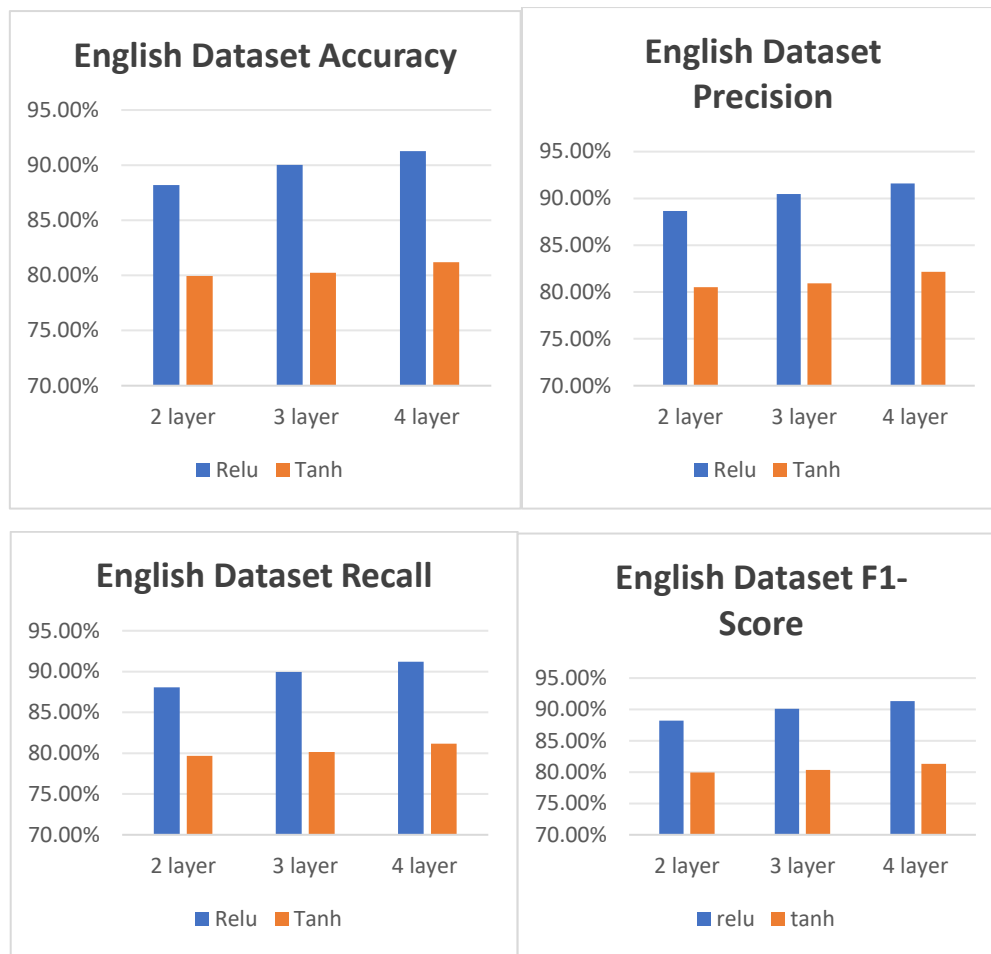 English Dataset Accuracy
95.00%
90.00%
85.00%
80.00%
75.00%
70.00%
2 layer 3 layer 4 layer
Relu Tanh
English Dataset
Precision
95.00%
90.00%
85.00%
80.00%
75.00%
70.00%
2 layer 3 layer 4 layer
Relu Tanh
English Dataset Recall
95.00%
90.00%
85.00%
80.00%
75.00%
70.00%
2 layer 3 layer 4 layer
Relu Tanh
English Dataset F1-
Score
95.00%
90.00%
85.00%
80.00%
75.00%
70.00%
2 layer 3 layer 4 layer
relu tanh